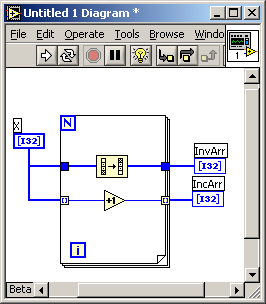 Untitled 1 Diagram *
File Edit Operate Tools Browse Windo
1
X
[I32]
N
InvArr
[I32]
+1
IncArr
[I32]
i
Beta